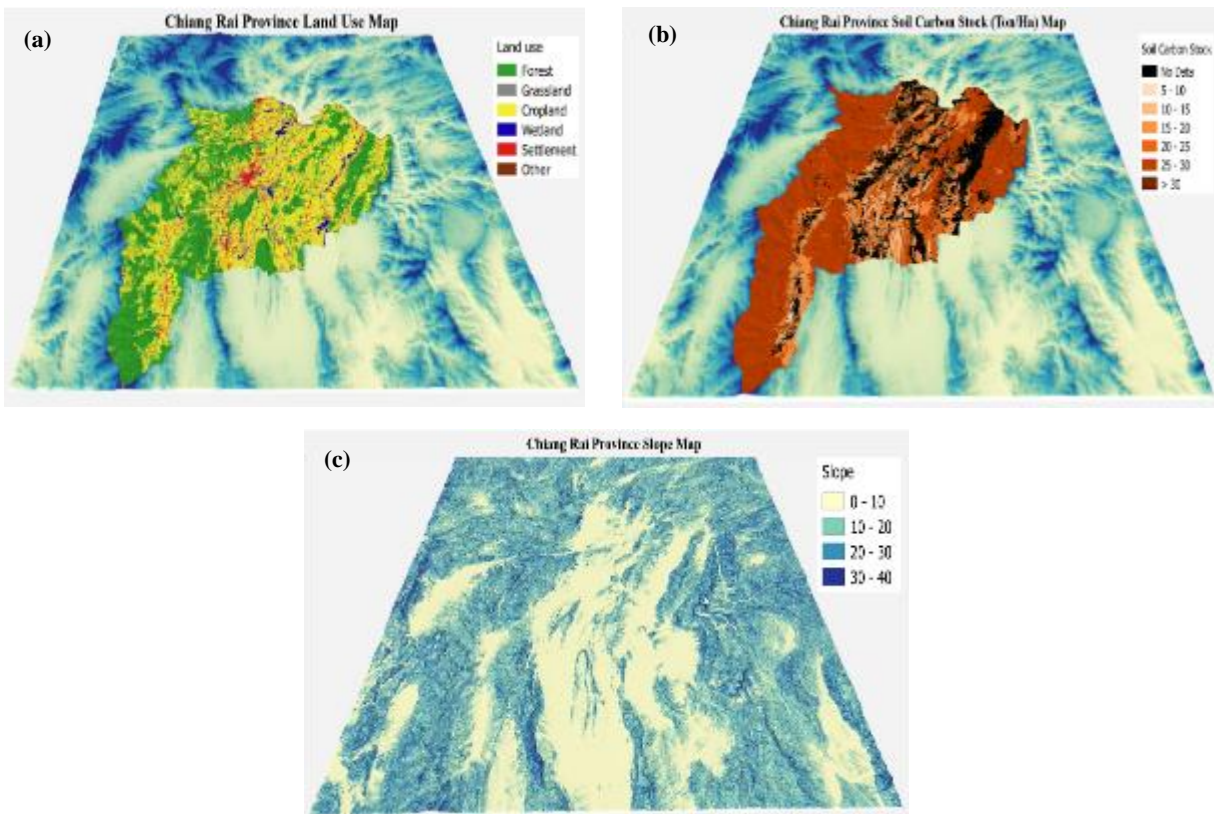 Chiang Rai Province Land Use Map
(a)
Land use
Forest
Grassland
Cropland
Wetland
Settlement
Other
Chiang Rai Province Soil Carbon Stock (Ton/Ha) Map
(b)
Soil Carbon Stock
No Data
5 - 10
10 - 15
15 - 20
20 - 25
25 - 30
> 30
Chiang Rai Province Slope Map
(c)
Slope
0 - 10
10 - 20
20 - 30
30 - 40